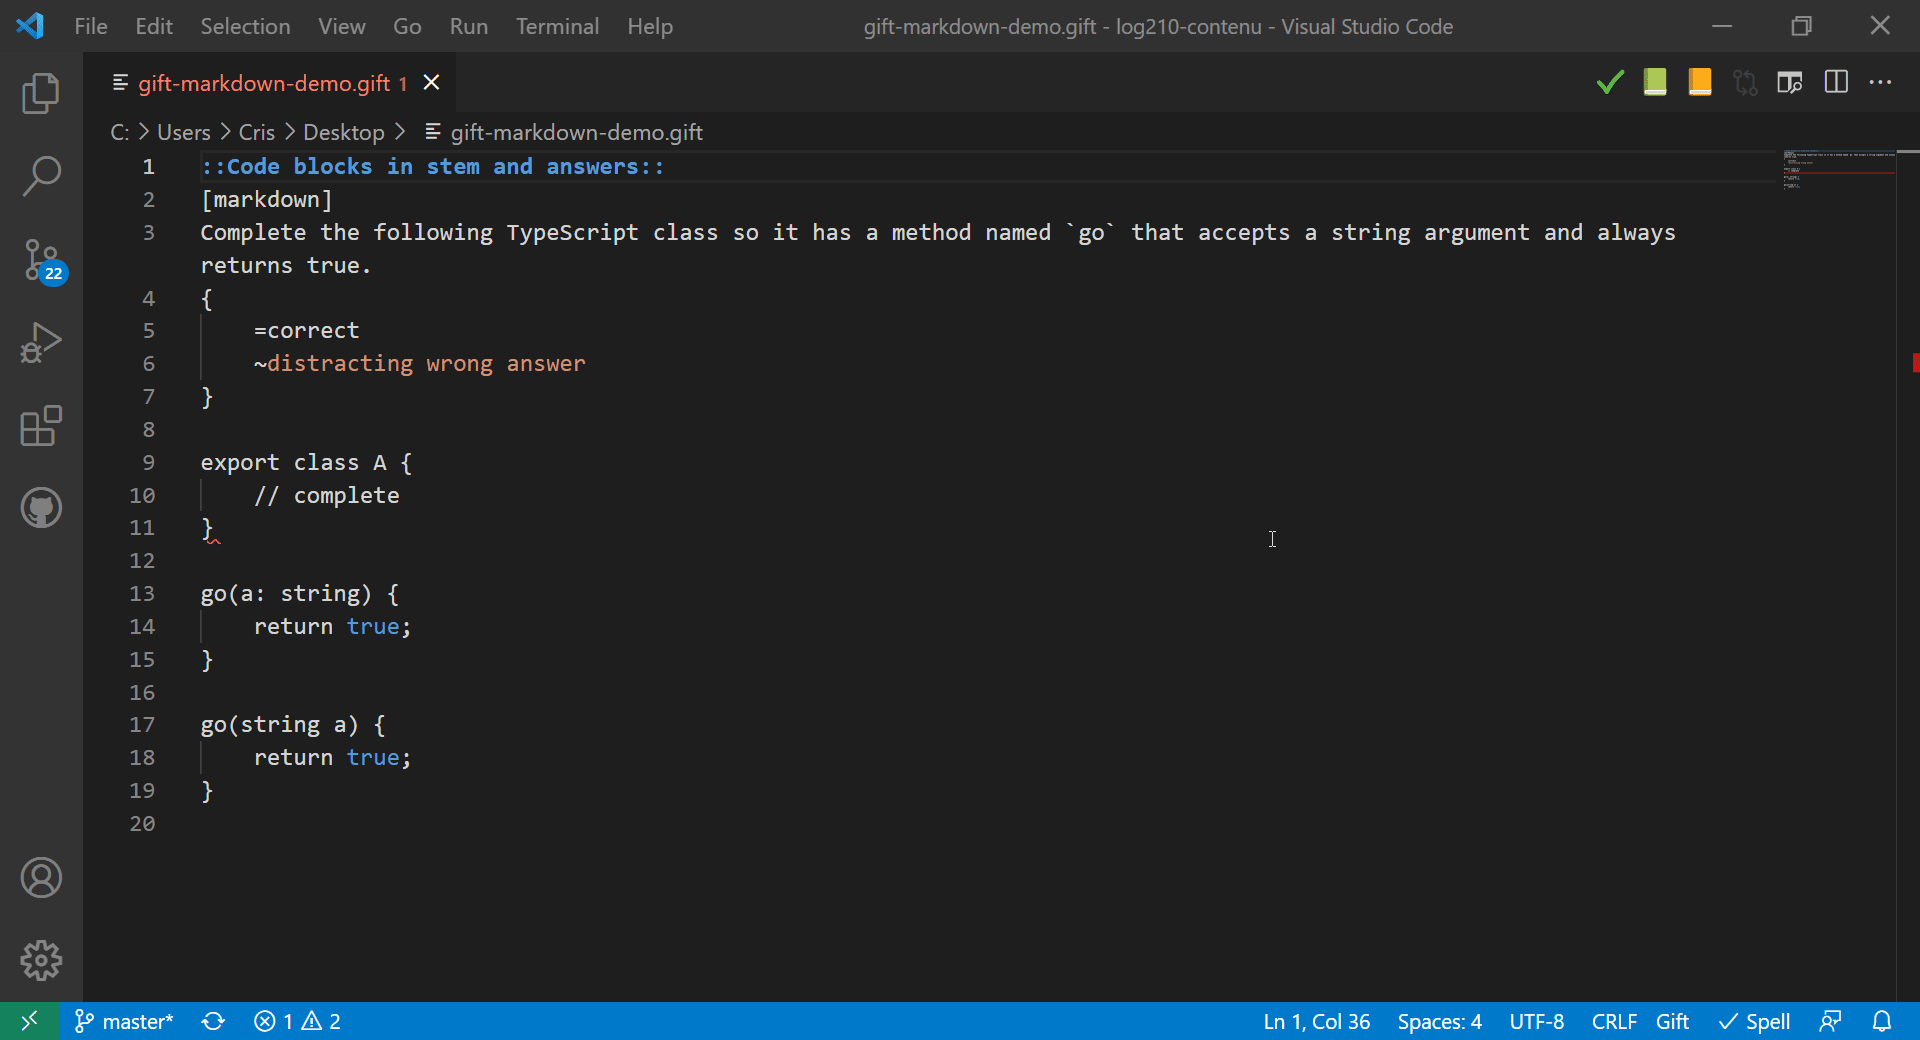 File Edit Selection View Go Run Terminal Help gift-markdown-demo.gift - log210-contenu - Visual Studio Code
gift-markdown-demo.gift 1
C: > Users > Cris > Desktop > gift-markdown-demo.gift
1 ::Code blocks in stem and answers::
2 [markdown]
3 Complete the following TypeScript class so it has a method named `go` that accepts a string argument and always
returns true.
4 {
5 =correct
6 ~distracting wrong answer
7 }
8
9 export class A {
10 // complete
11 }
12
13 go(a: string) {
14 return true;
15 }
16
17 go(string a) {
18 return true;
19 }
20
22
master* 1 2 Ln 1, Col 36 Spaces: 4 UTF-8 CRLF Gift Spell